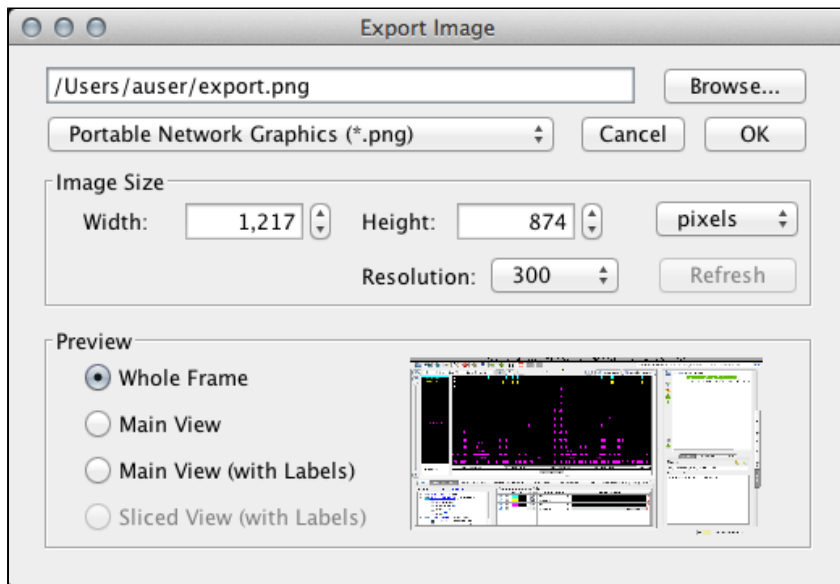 Export Image
/Users/auser/export.png Browse...
Portable Network Graphics (*.png) Cancel OK
Image Size
Width: 1,217 Height: 874 pixels
Resolution: 300 Refresh
Preview
Whole Frame
Main View
Main View (with Labels)
Sliced View (with Labels)